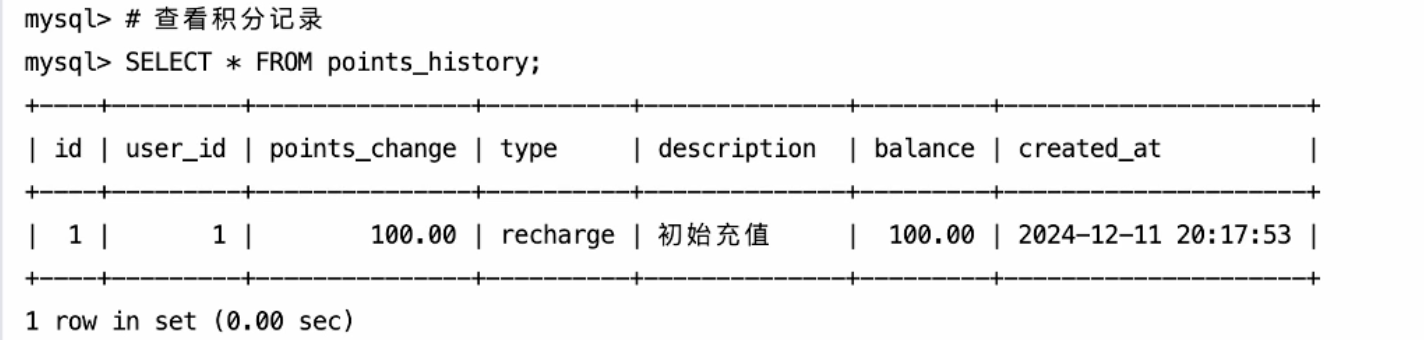 mysql> # 查看积分记录
mysql> SELECT * FROM points_history;
+----+---------+---------------+----------+--------------+---------+---------------------+
| id | user_id | points_change | type     | description  | balance | created_at          |
+----+---------+---------------+----------+--------------+---------+---------------------+
|  1 |       1 |        100.00 | recharge | 初始充值     |  100.00 | 2024-12-11 20:17:53 |
+----+---------+---------------+----------+--------------+---------+---------------------+
1 row in set (0.00 sec)